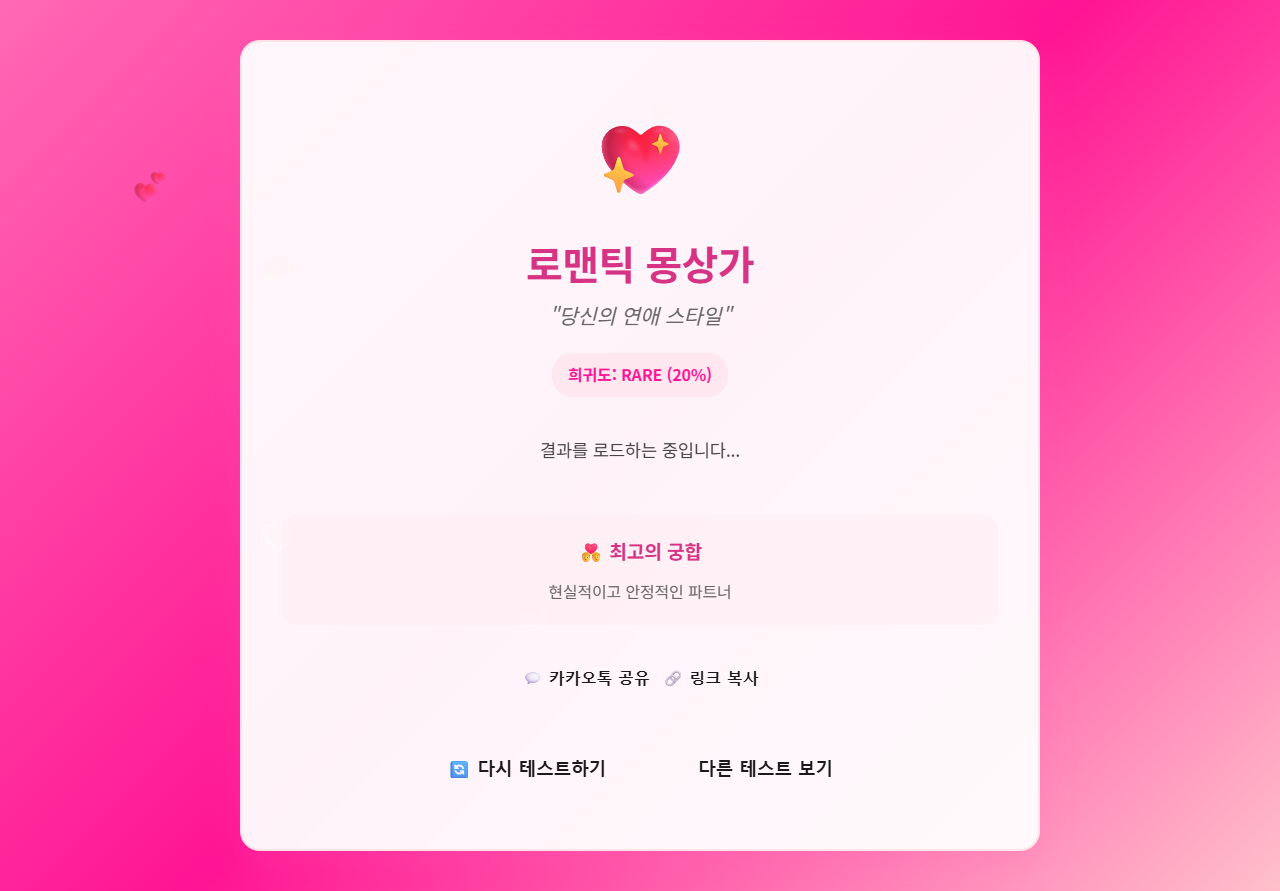 로맨틱 몽상가
"당신의 연애 스타일"
희귀도: RARE (20%)
결과를 로드하는 중입니다...
💏 최고의 궁합
현실적이고 안정적인 파트너
💬 카카오톡 공유 🔗 링크 복사
🔄 다시 테스트하기 다른 테스트 보기